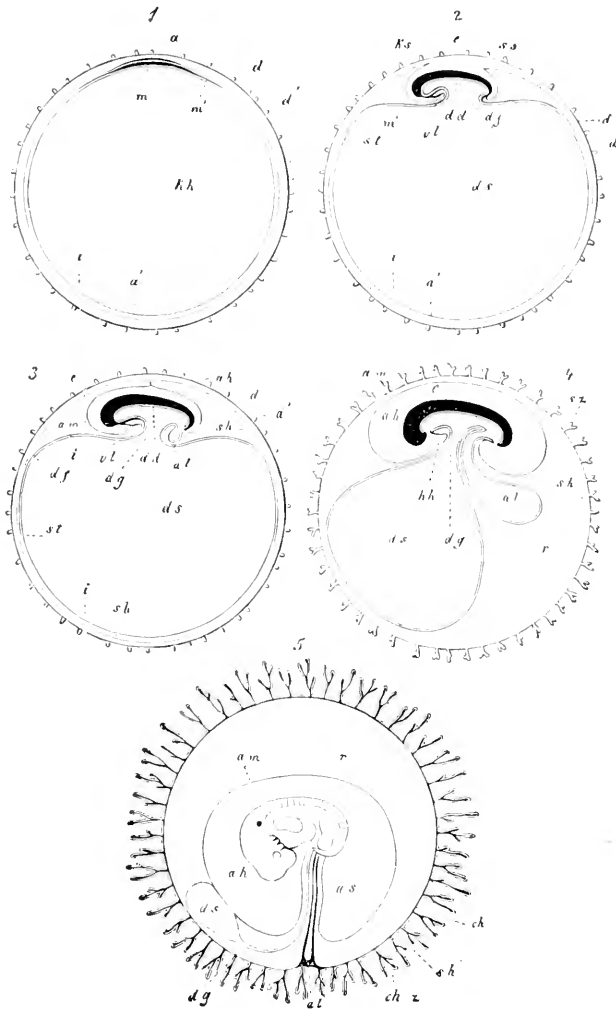 1
a
d
m
m'
d'
kh
i
a'
2
Ks e ss
d
m' dd df
st vl
d
ds
i a'
3
e ah
d
a'
am sh
i vl dd al
df dg
ds
st
i sh
4
am
e
ah
sz
sh
hh al
ds dg
r
5
am r
ah as
ds
ch
sh
dg al ch z